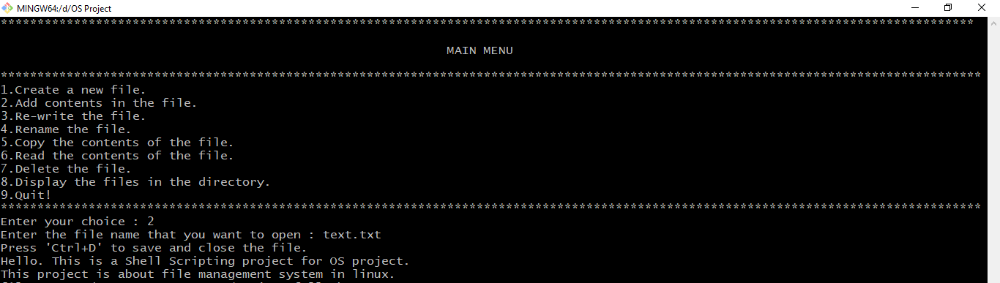 MINGW64:/d/OS Project
***************************************************************************************************************************************
MAIN MENU
****************************************************************************************************************************************
1.Create a new file.
2.Add contents in the file.
3.Re-write the file.
4.Rename the file.
5.Copy the contents of the file.
6.Read the contents of the file.
7.Delete the file.
8.Display the files in the directory.
9.Quit!
****************************************************************************************************************************************
Enter your choice : 2
Enter the file name that you want to open : text.txt
Press 'Ctrl+D' to save and close the file.
Hello. This is a Shell Scripting project for OS project.
This project is about file management system in linux.